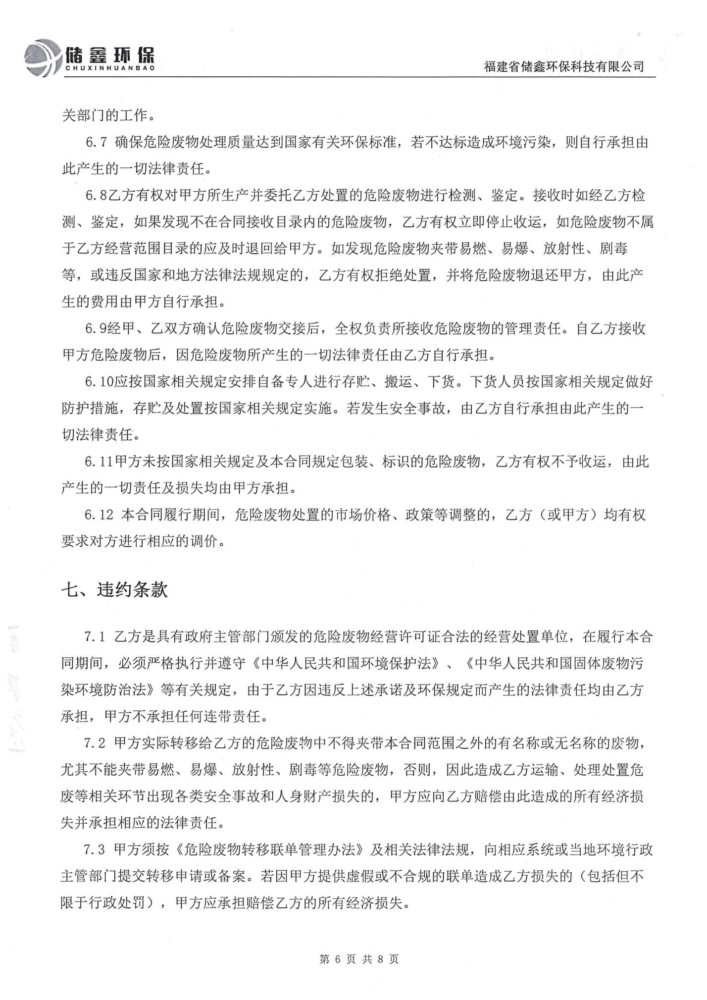 储鑫环保
CHUXINHUANBAO
福建省储鑫环保科技有限公司
关部门的工作。
6.7 确保危险废物处理质量达到国家有关环保标准，若不达标造成环境污染，则自行承担由
此产生的一切法律责任。
6.8乙方有权对甲方所生产并委托乙方处置的危险废物进行检测、鉴定。接收时如经乙方检
测、鉴定，如果发现不在合同接收目录内的危险废物，乙方有权立即停止收运，如危险废物不属
于乙方经营范围目录的应及时退回给甲方。如发现危险废物夹带易燃、易爆、放射性、剧毒
等，或违反国家和地方法律法规规定的，乙方有权拒绝处置，并将危险废物退还甲方，由此产
生的费用由甲方自行承担。
6.9经甲、乙双方确认危险废物交接后，全权负责所接收危险废物的管理责任。自乙方接收
甲方危险废物后，因危险废物所产生的一切法律责任由乙方自行承担。
6.10应按国家相关规定安排自备专人进行存贮、搬运、下货。下货人员按国家相关规定做好
防护措施，存贮及处置按国家相关规定实施。若发生安全事故，由乙方自行承担由此产生的一
切法律责任。
6.11甲方未按国家相关规定及本合同规定包装、标识的危险废物，乙方有权不予收运，由此
产生的一切责任及损失均由甲方承担。
6.12 本合同履行期间，危险废物处置的市场价格、政策等调整的，乙方（或甲方）均有权
要求对方进行相应的调价。
七、违约条款
7.1 乙方是具有政府主管部门颁发的危险废物经营许可证合法的经营处置单位，在履行本合
同期间，必须严格执行并遵守《中华人民共和国环境保护法》、《中华人民共和国固体废物污
染环境防治法》等有关规定，由于乙方因违反上述承诺及环保规定而产生的法律责任均由乙方
承担，甲方不承担任何连带责任。
7.2 甲方实际转移给乙方的危险废物中不得夹带本合同范围之外的有名称或无名称的废物，
尤其不能夹带易燃、易爆、放射性、剧毒等危险废物，否则，因此造成乙方运输、处理处置危
废等相关环节出现各类安全事故和人身财产损失的，甲方应向乙方赔偿由此造成的所有经济损
失并承担相应的法律责任。
7.3 甲方须按《危险废物转移联单管理办法》及相关法律法规，向相应系统或当地环境行政
主管部门提交转移申请或备案。若因甲方提供虚假或不合规的联单造成乙方损失的（包括但不
限于行政处罚），甲方应承担赔偿乙方的所有经济损失。
第 6 页 共 8 页